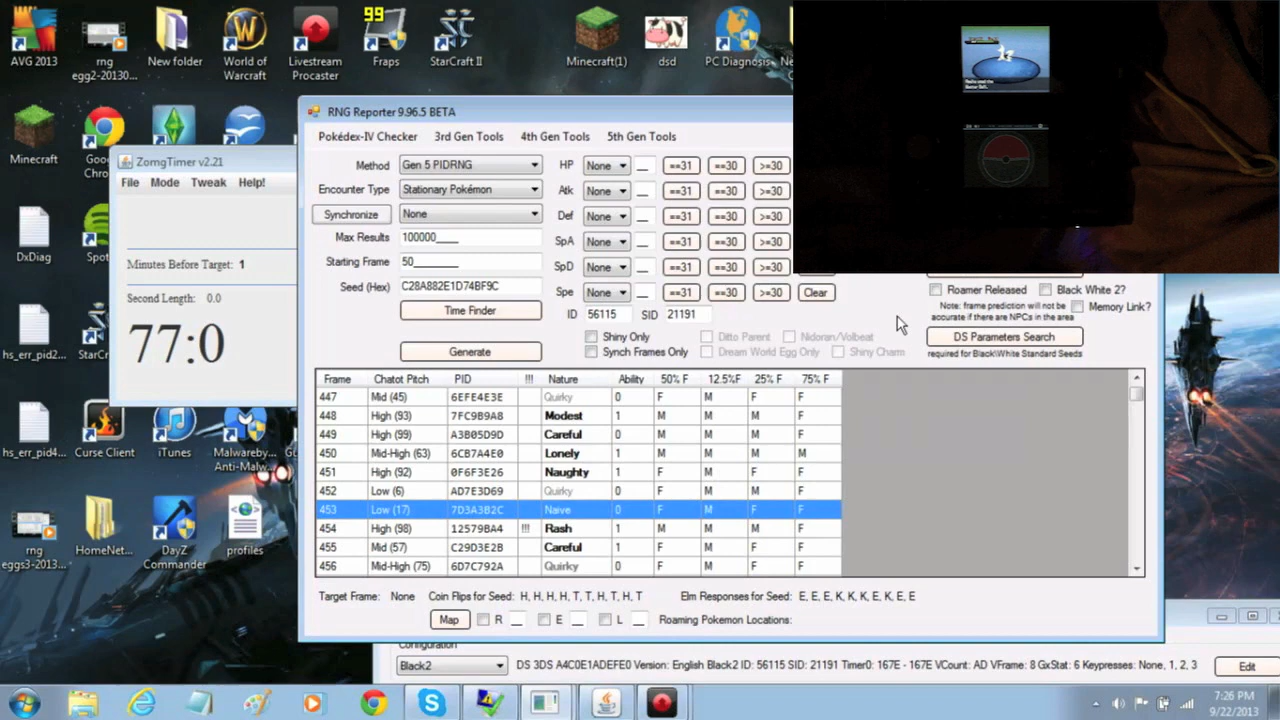 99
AVG 2013
rng
egg2-20130...
New folder
World of
Warcraft
Livestream
Procaster
Fraps
StarCraft II
Minecraft(1)
dsd
PC Diagnosis
Minecraft
Goo
Chro
DxDiag
Spot
hs_err_pid2...
StarC
hs_err_pid4...
Curse Client
iTunes
Malwareby...
Anti-Malw...
rng
eggs3-2013...
HomeNet...
DayZ
Commander
profiles
ZomgTimer v2.21
File Mode Tweak Help!
Minutes Before Target: 1
Second Length: 0.0
77:0
RNG Reporter 9.96.5 BETA
Pokédex-IV Checker 3rd Gen Tools 4th Gen Tools 5th Gen Tools
Method Gen 5 PIDRNG HP None ==31 ==30 >=30
Encounter Type Stationary Pokémon Atk None ==31 ==30 >=30
Synchronize None Def None ==31 ==30 >=30
Max Results 100000 SpA None ==31 ==30 >=30
Starting Frame 50 SpD None ==31 ==30 >=30
Seed (Hex) C28A882E1D74BF9C Spe None ==31 ==30 >=30 Clear
Roamer Released Black White 2?
Note: frame prediction will not be
accurate if there are NPCs in the area
Memory Link?
Time Finder ID 56115 SID 21191
Shiny Only Ditto Parent Nidoran/Volbeat DS Parameters Search
Generate Synch Frames Only Dream World Egg Only Shiny Charm required for Black\White Standard Seeds
Frame Chatot Pitch PID !!! Nature Ability 50% F 12.5%F 25% F 75% F
447 Mid (45) 6EFE4E3E Quirky 0 F M F F
448 High (93) 7FC9B9A8 Modest 1 M M M F
449 High (99) A3B05D9D Careful 0 M M M F
450 Mid-High (63) 6CB7A4E0 Lonely 0 M M M M
451 High (92) 0F6F3E26 Naughty 1 F M F F
452 Low (6) AD7E3D69 Quirky 0 F M F F
453 Low (17) 7D3A3B2C Naive 0 F M F F
454 High (98) 12579BA4 !!! Rash 1 M M M F
455 Mid (57) C29D3E2B Careful 1 F M F F
456 Mid-High (75) 6D7C792A Quirky 0 F M F F
Target Frame: None Coin Flips for Seed: H, H, H, H, T, T, H, T, H, T Elm Responses for Seed: E, E, E, K, K, K, E, K, E, E
Map R E L Roaming Pokemon Locations:
Configuration
Black2 DS 3DS A4C0E1ADEFE0 Version: English Black2 ID: 56115 SID: 21191 Timer0: 167E - 167E VCount: AD VFrame: 8 GxStat: 6 Keypresses: None, 1, 2, 3 Edit
7:26 PM
9/22/2013